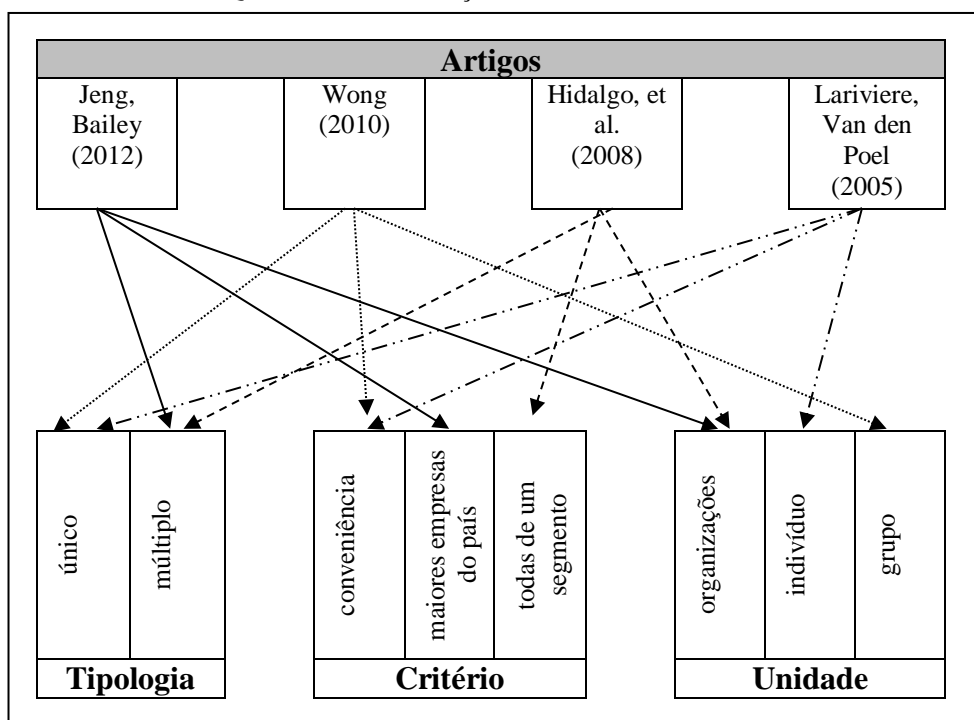 Artigos
Jeng,
Bailey
(2012)
Wong
(2010)
Hidalgo, et
al.
(2008)
Lariviere,
Van den
Poel
(2005)
único
múltiplo
conveniência
maiores empresas
do país
todas de um
segmento
organizações
indivíduo
grupo
Tipologia
Critério
Unidade